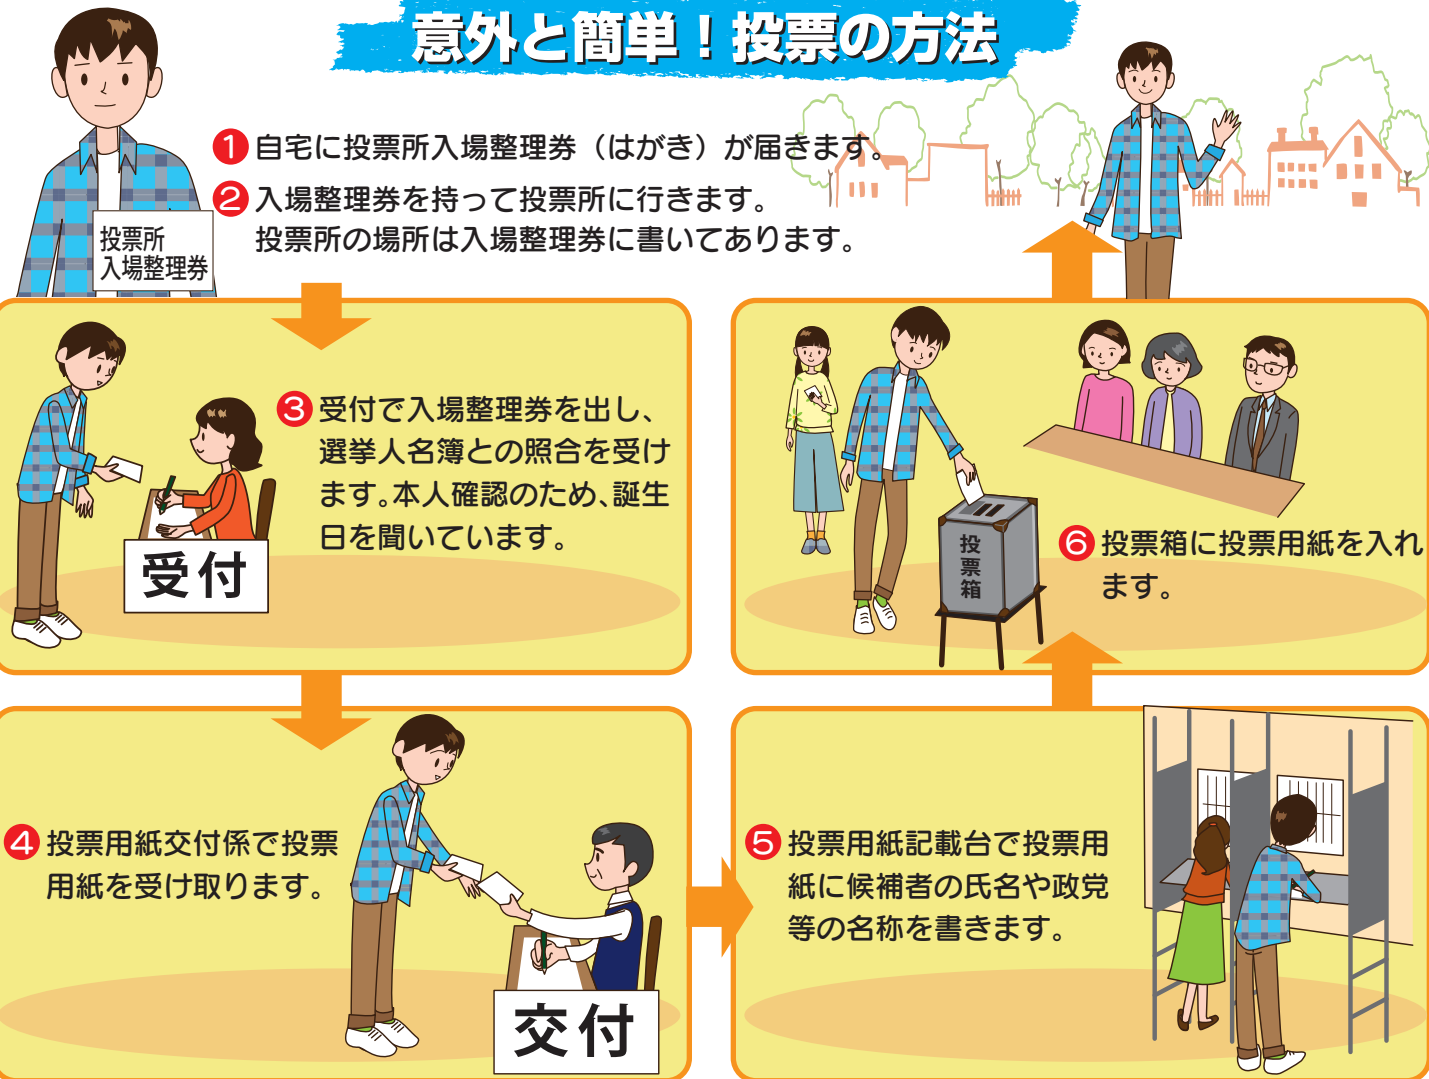 意外と簡単！投票の方法
① 自宅に投票所入場整理券（はがき）が届きます。
② 入場整理券を持って投票所に行きます。
投票所の場所は入場整理券に書いてあります。
投票所
入場整理券
③ 受付で入場整理券を出し、
選挙人名簿との照合を受け
ます。本人確認のため、誕生
日を聞いています。
受付
④ 投票用紙交付係で投票
用紙を受け取ります。
交付
⑤ 投票用紙記載台で投票用
紙に候補者の氏名や政党
等の名称を書きます。
⑥ 投票箱に投票用紙を入れ
ます。
投票箱